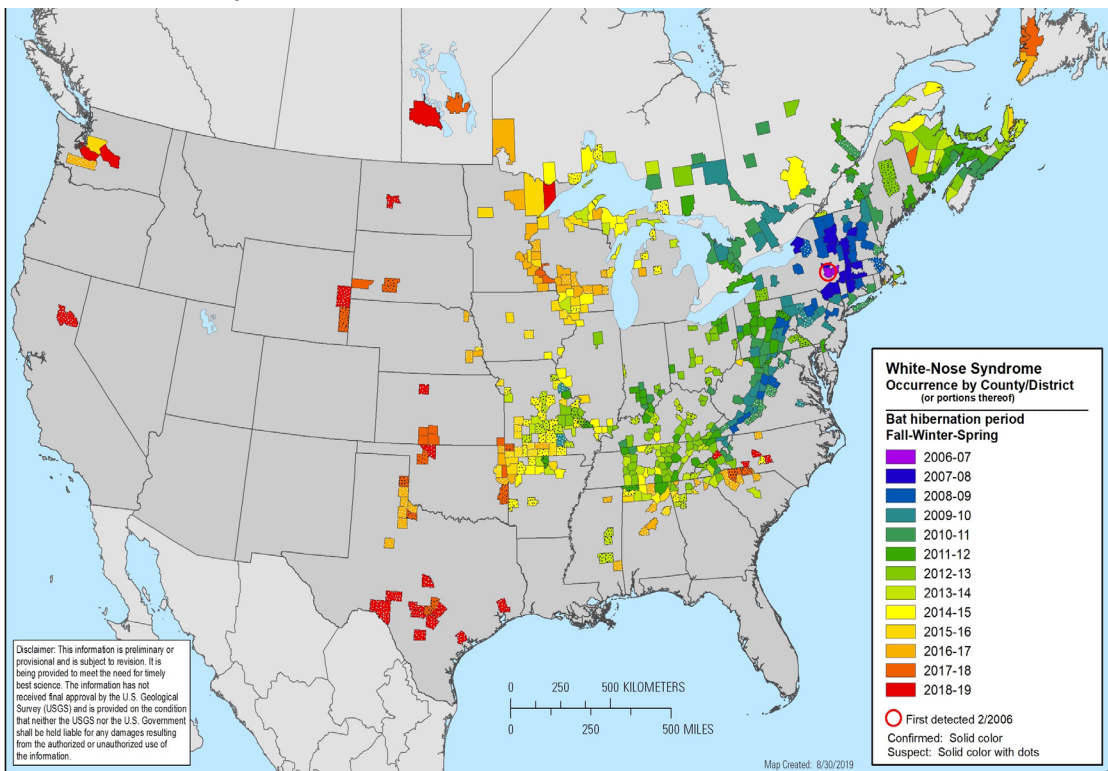 White-Nose Syndrome
Occurrence by County/District
(or portions thereof)
Bat hibernation period
Fall-Winter-Spring
2006-07
2007-08
2008-09
2009-10
2010-11
2011-12
2012-13
2013-14
2014-15
2015-16
2016-17
2017-18
2018-19
First detected 2/2006
Confirmed: Solid color
Suspect: Solid color with dots
Disclaimer: This information is preliminary or
provisional and is subject to revision. It is
being provided to meet the need for timely
best science. The information has not
received final approval by the U.S. Geological
Survey (USGS) and is provided on the condition
that neither the USGS nor the U.S. Government
shall be held liable for any damages resulting
from the authorized or unauthorized use of
the information.
0 250 500 KILOMETERS
0 250 500 MILES
Map Created: 8/30/2019